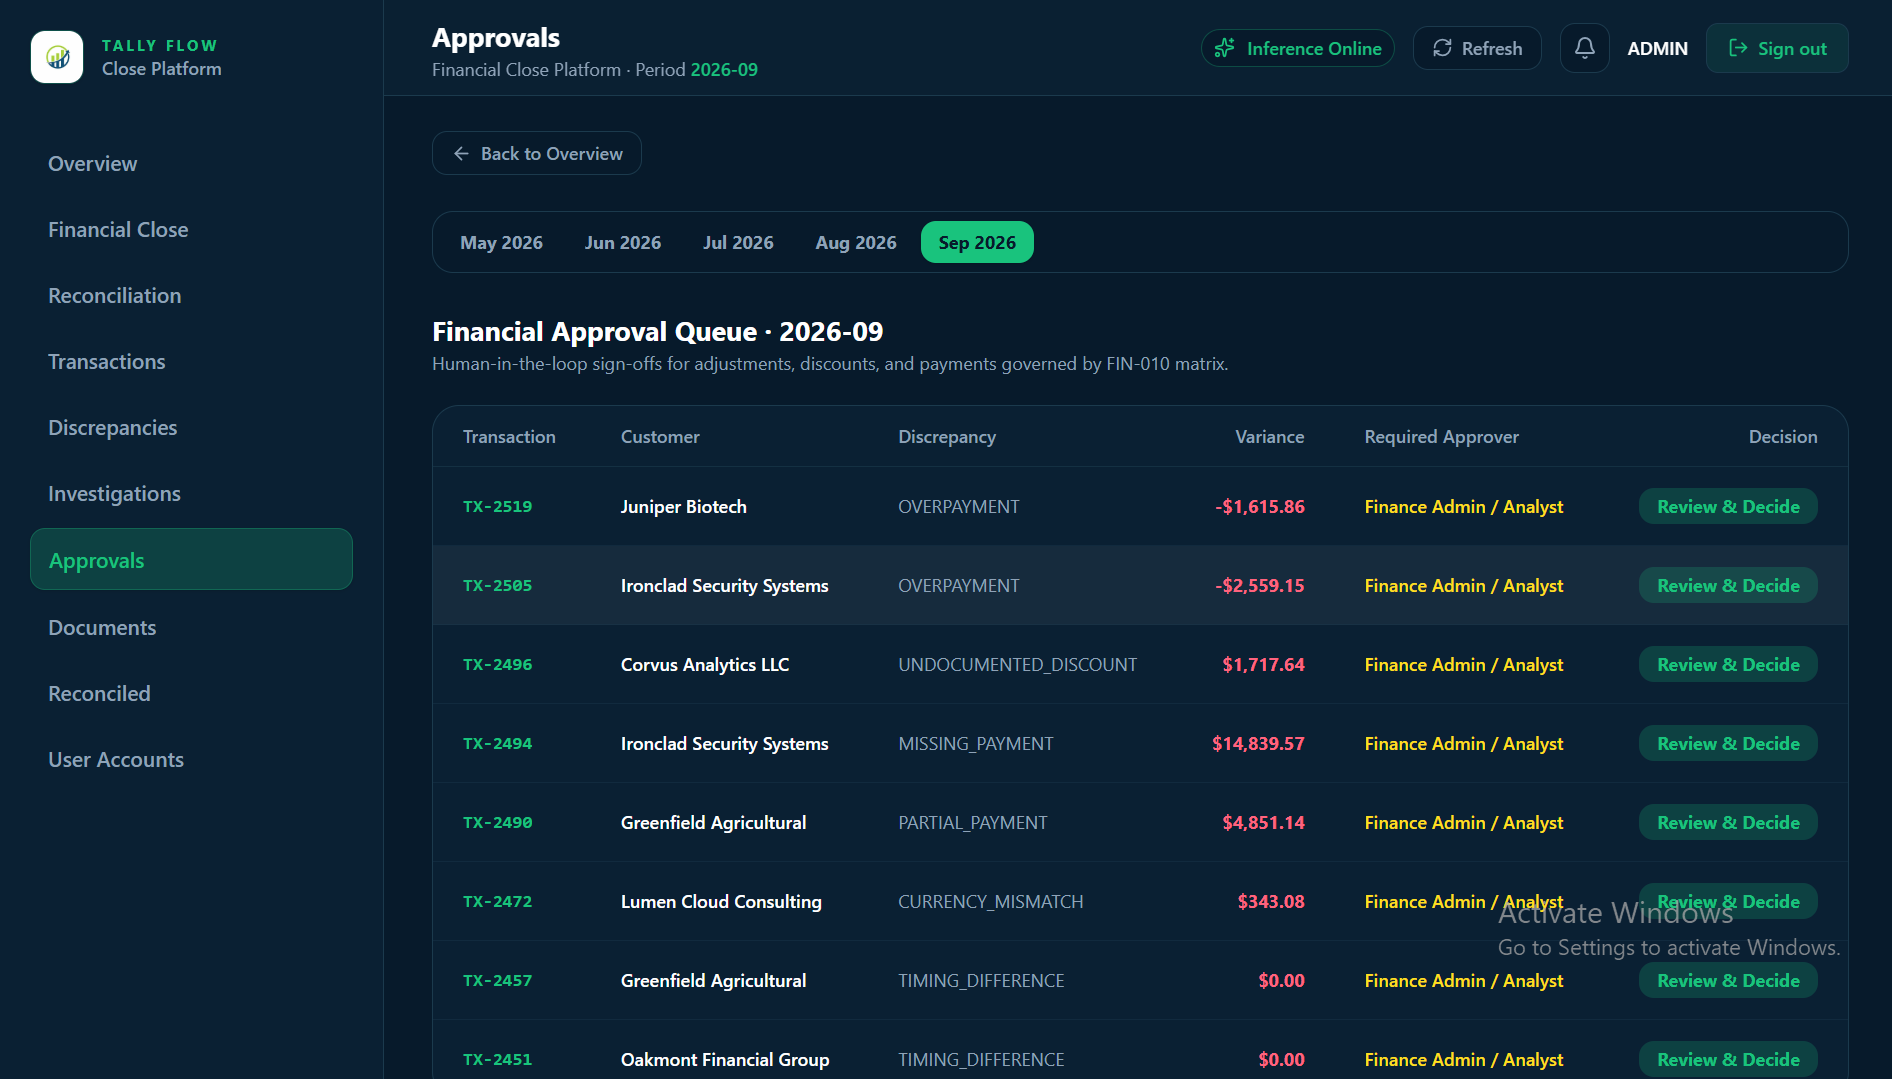 TALLY FLOW
Close Platform
Approvals
Financial Close Platform · Period 2026-09
Inference Online
Refresh
ADMIN
Sign out
Overview
Financial Close
Reconciliation
Transactions
Discrepancies
Investigations
Approvals
Documents
Reconciled
User Accounts
Back to Overview
May 2026 Jun 2026 Jul 2026 Aug 2026 Sep 2026
Financial Approval Queue · 2026-09
Human-in-the-loop sign-offs for adjustments, discounts, and payments governed by FIN-010 matrix.
Transaction Customer Discrepancy Variance Required Approver Decision
TX-2519 Juniper Biotech OVERPAYMENT -$1,615.86 Finance Admin / Analyst Review & Decide
TX-2505 Ironclad Security Systems OVERPAYMENT -$2,559.15 Finance Admin / Analyst Review & Decide
TX-2496 Corvus Analytics LLC UNDOCUMENTED_DISCOUNT $1,717.64 Finance Admin / Analyst Review & Decide
TX-2494 Ironclad Security Systems MISSING_PAYMENT $14,839.57 Finance Admin / Analyst Review & Decide
TX-2490 Greenfield Agricultural PARTIAL_PAYMENT $4,851.14 Finance Admin / Analyst Review & Decide
TX-2472 Lumen Cloud Consulting CURRENCY_MISMATCH $343.08 Finance Admin / Analyst Review & Decide
Activate Windows
Go to Settings to activate Windows.
TX-2457 Greenfield Agricultural TIMING_DIFFERENCE $0.00 Finance Admin / Analyst Review & Decide
TX-2451 Oakmont Financial Group TIMING_DIFFERENCE $0.00 Finance Admin / Analyst Review & Decide